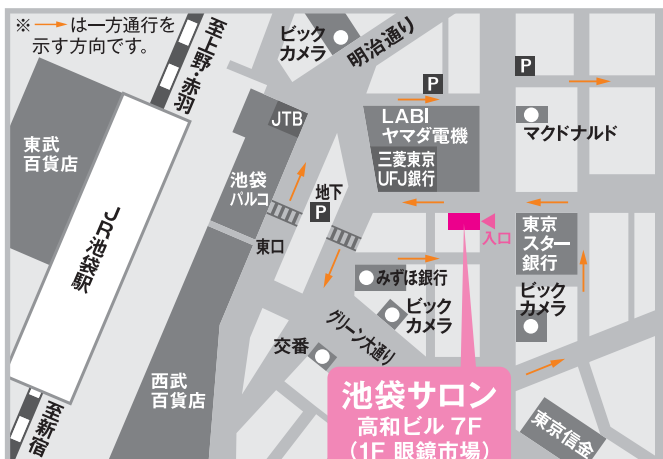 ※→は一方通行を
示す方向です。
至上野・赤羽
ビック
カメラ
明治通り
P
P
JTB
LABI
ヤマダ電機
マクドナルド
東武
百貨店
三菱東京
UFJ銀行
池袋
パルコ
地下
P
JR池袋駅
東口
入口
東京
スター
銀行
みずほ銀行
ビック
カメラ
ビック
カメラ
グリーン大通り
交番
西武
百貨店
至新宿
池袋サロン
高和ビル 7F
(1F 眼鏡市場)
東京信金